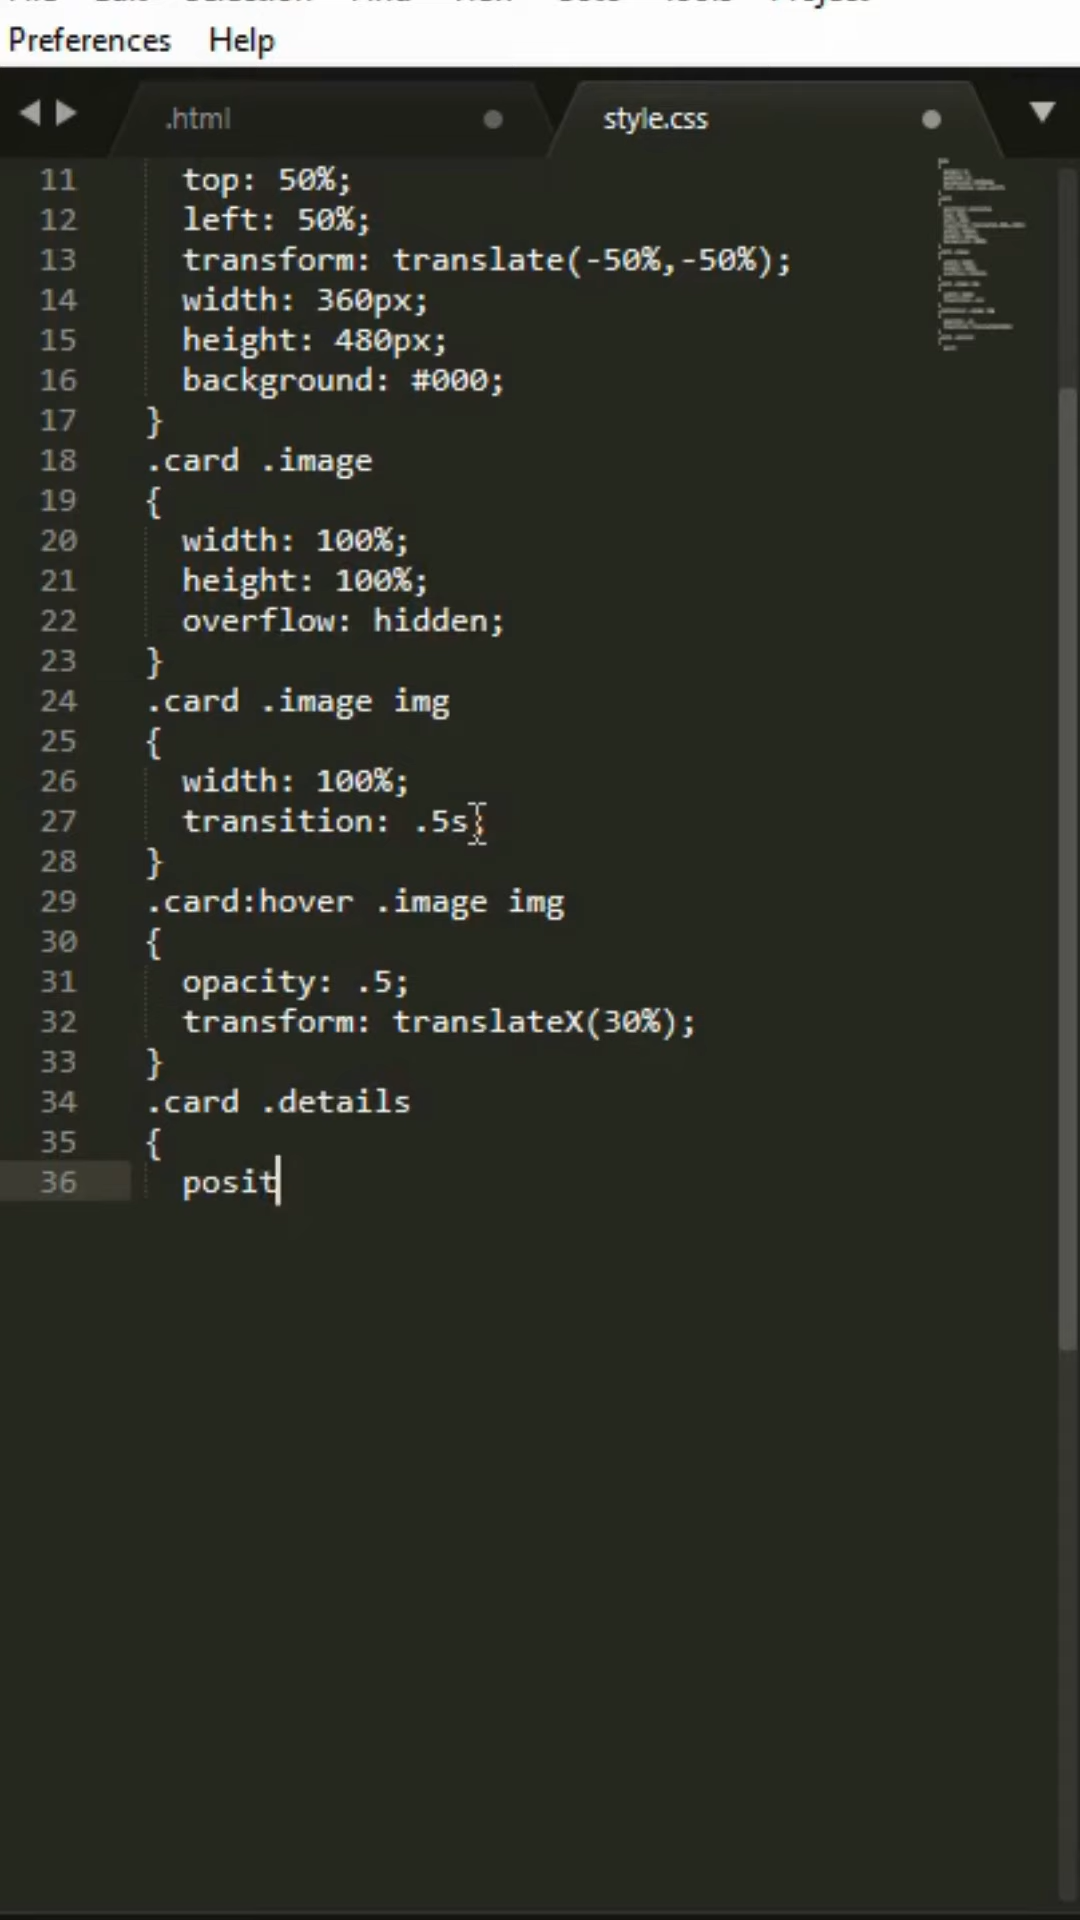 Preferences Help
.html style.css
11 top: 50%;
12 left: 50%;
13 transform: translate(-50%,-50%);
14 width: 360px;
15 height: 480px;
16 background: #000;
17 }
18 .card .image
19 {
20 width: 100%;
21 height: 100%;
22 overflow: hidden;
23 }
24 .card .image img
25 {
26 width: 100%;
27 transition: .5s;
28 }
29 .card:hover .image img
30 {
31 opacity: .5;
32 transform: translateX(30%);
33 }
34 .card .details
35 {
36 posit